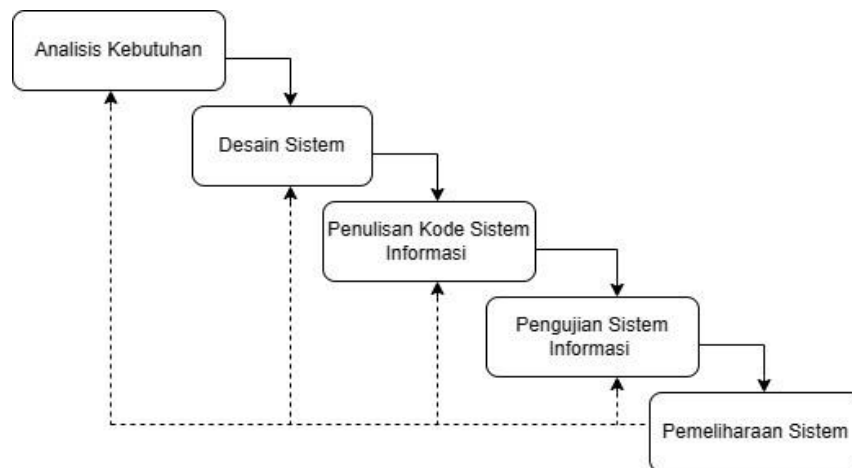 Analisis Kebutuhan
Desain Sistem
Penulisan Kode Sistem
Informasi
Pengujian Sistem
Informasi
Pemeliharaan Sistem